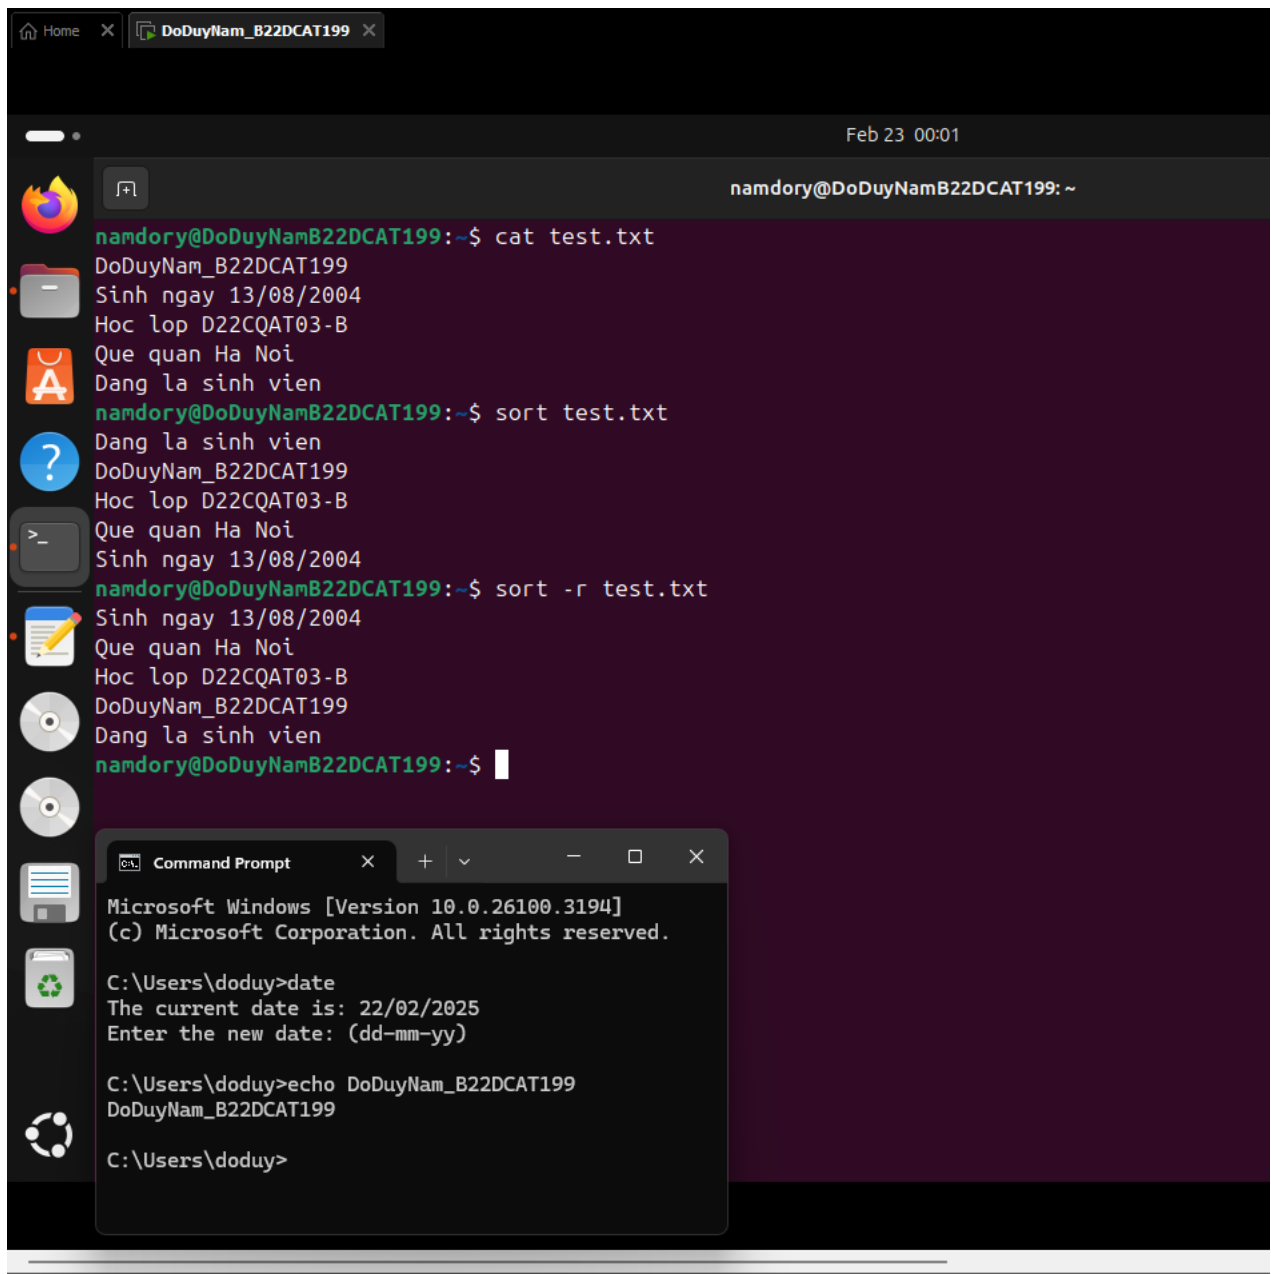 Home
DoDuyNam_B22DCAT199
Feb 23 00:01
namdory@DoDuyNamB22DCAT199: ~
namdory@DoDuyNamB22DCAT199:~$ cat test.txt
DoDuyNam_B22DCAT199
Sinh ngay 13/08/2004
Hoc lop D22CQAT03-B
Que quan Ha Noi
Dang la sinh vien
namdory@DoDuyNamB22DCAT199:~$ sort test.txt
Dang la sinh vien
DoDuyNam_B22DCAT199
Hoc lop D22CQAT03-B
Que quan Ha Noi
Sinh ngay 13/08/2004
namdory@DoDuyNamB22DCAT199:~$ sort -r test.txt
Sinh ngay 13/08/2004
Que quan Ha Noi
Hoc lop D22CQAT03-B
DoDuyNam_B22DCAT199
Dang la sinh vien
namdory@DoDuyNamB22DCAT199:~$
Command Prompt
Microsoft Windows [Version 10.0.26100.3194]
(c) Microsoft Corporation. All rights reserved.
C:\Users\doduy>date
The current date is: 22/02/2025
Enter the new date: (dd-mm-yy)
C:\Users\doduy>echo DoDuyNam_B22DCAT199
DoDuyNam_B22DCAT199
C:\Users\doduy>